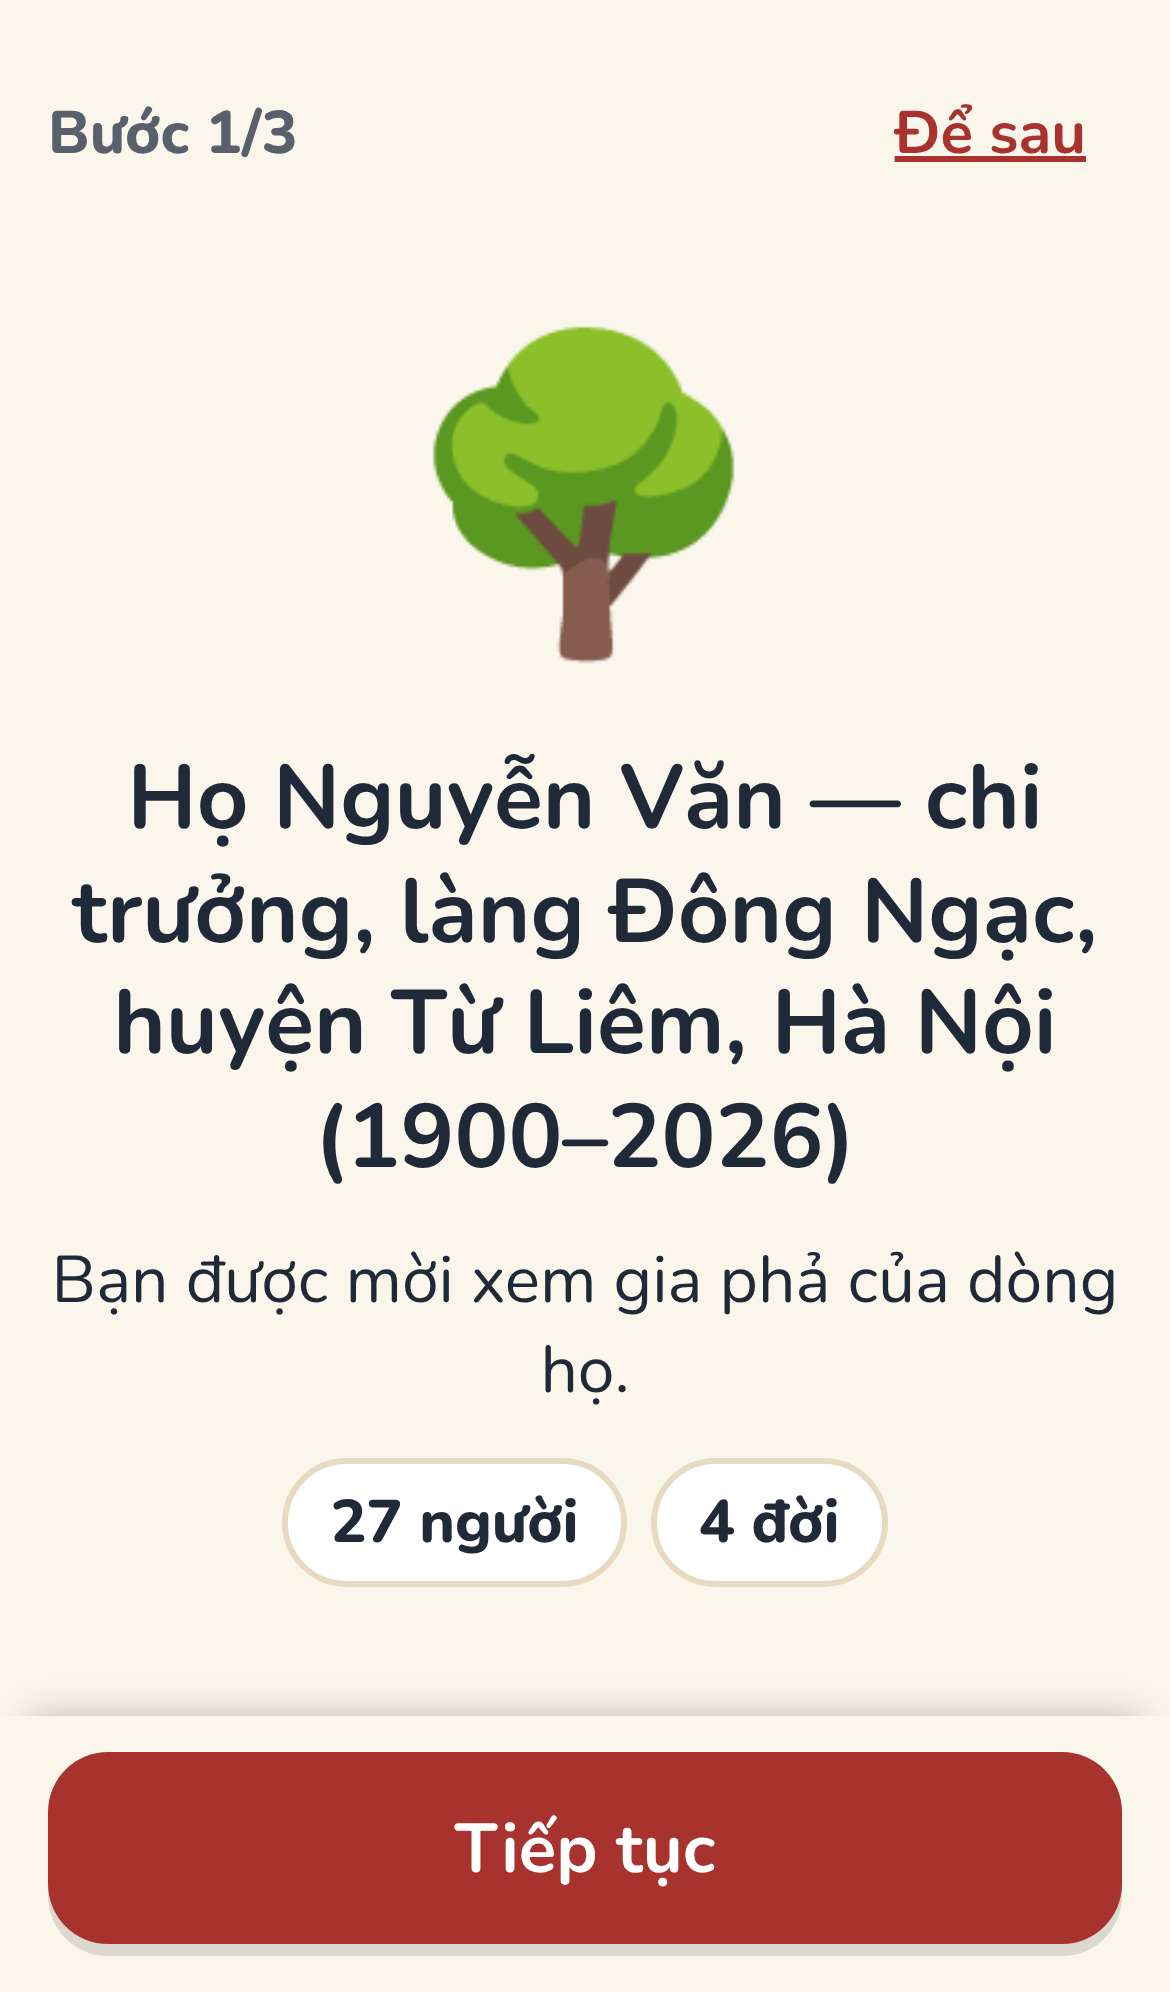 Bước 1/3
Để sau
Họ Nguyễn Văn — chi
trưởng, làng Đông Ngạc,
huyện Từ Liêm, Hà Nội
(1900–2026)
Bạn được mời xem gia phả của dòng
họ.
27 người
4 đời
Tiếp tục